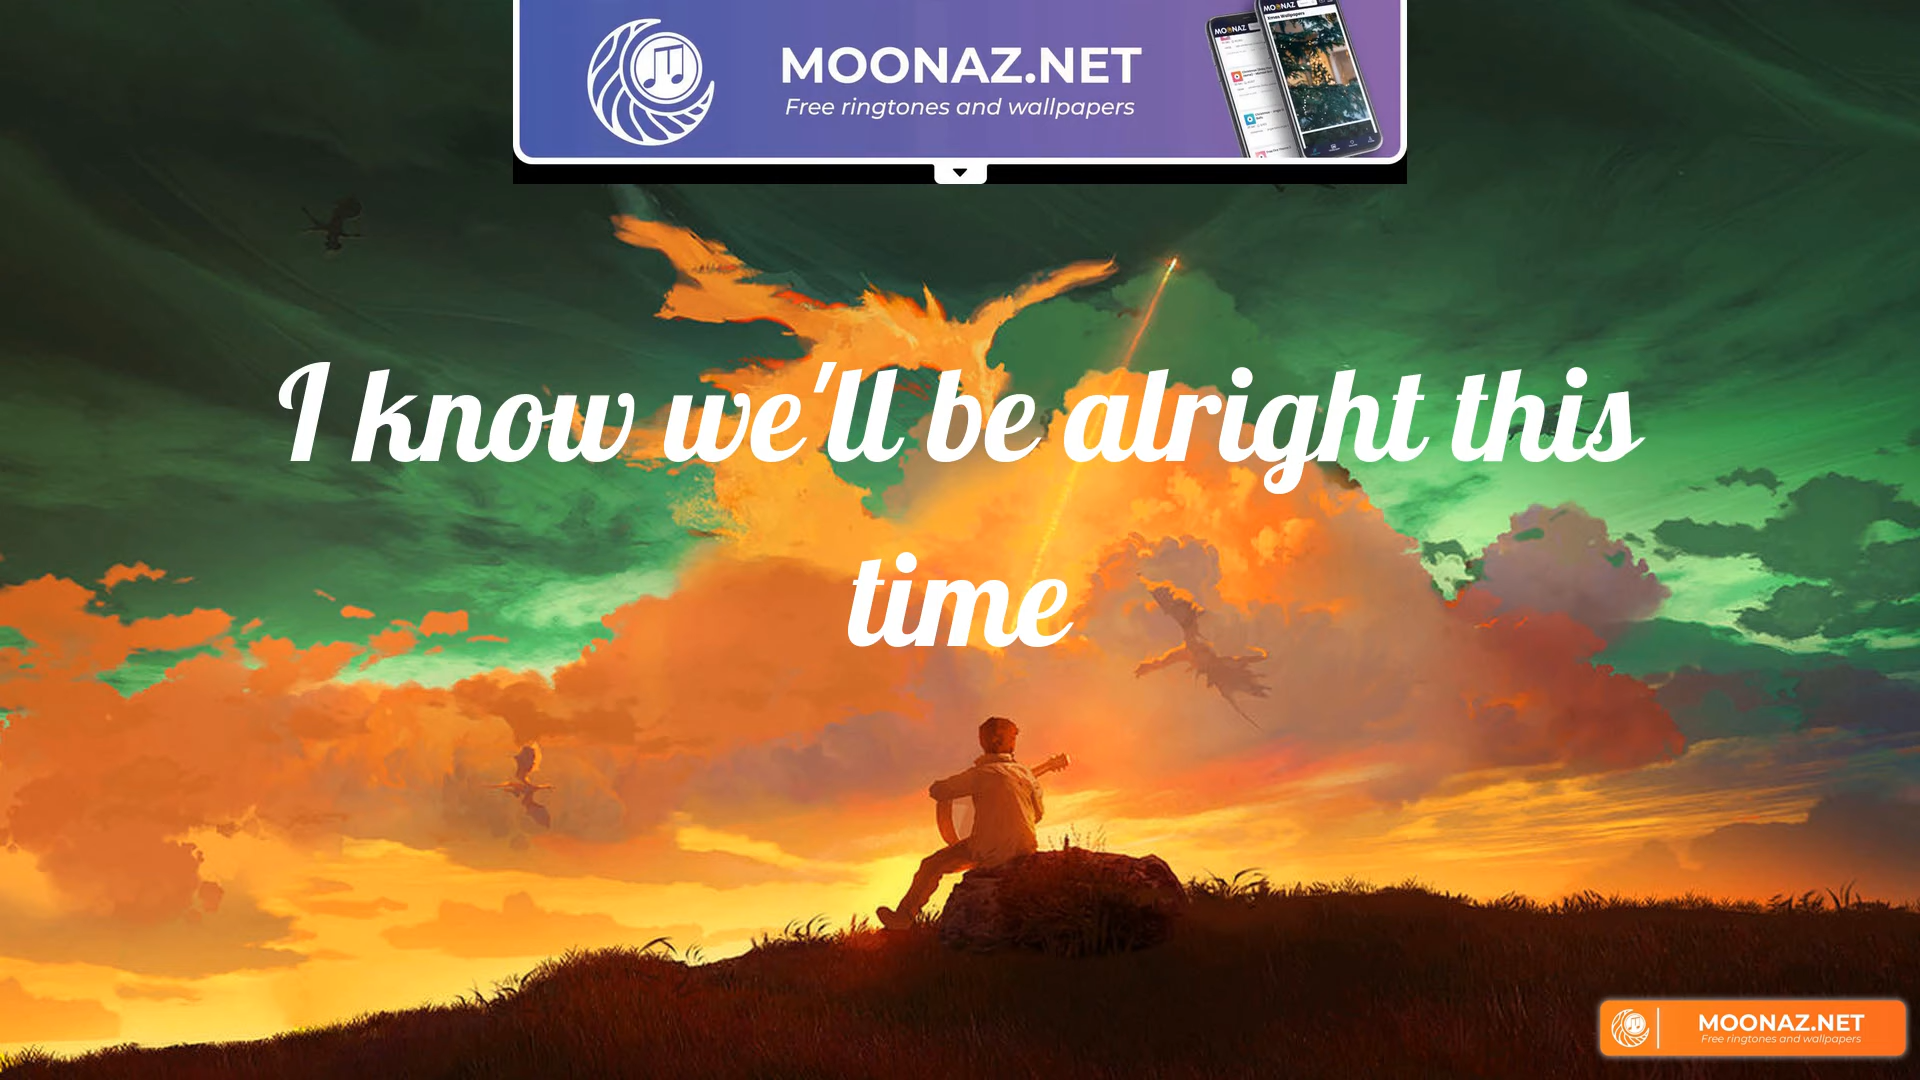 MOONAZ.NET
Free ringtones and wallpapers
I know we'll be alright this
time
MOONAZ.NET
Free ringtones and wallpapers